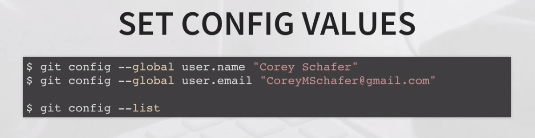 SET CONFIG VALUES
$ git config --global user.name "Corey Schafer"
$ git config --global user.email "CoreyMSchafer@gmail.com"
$ git config --list